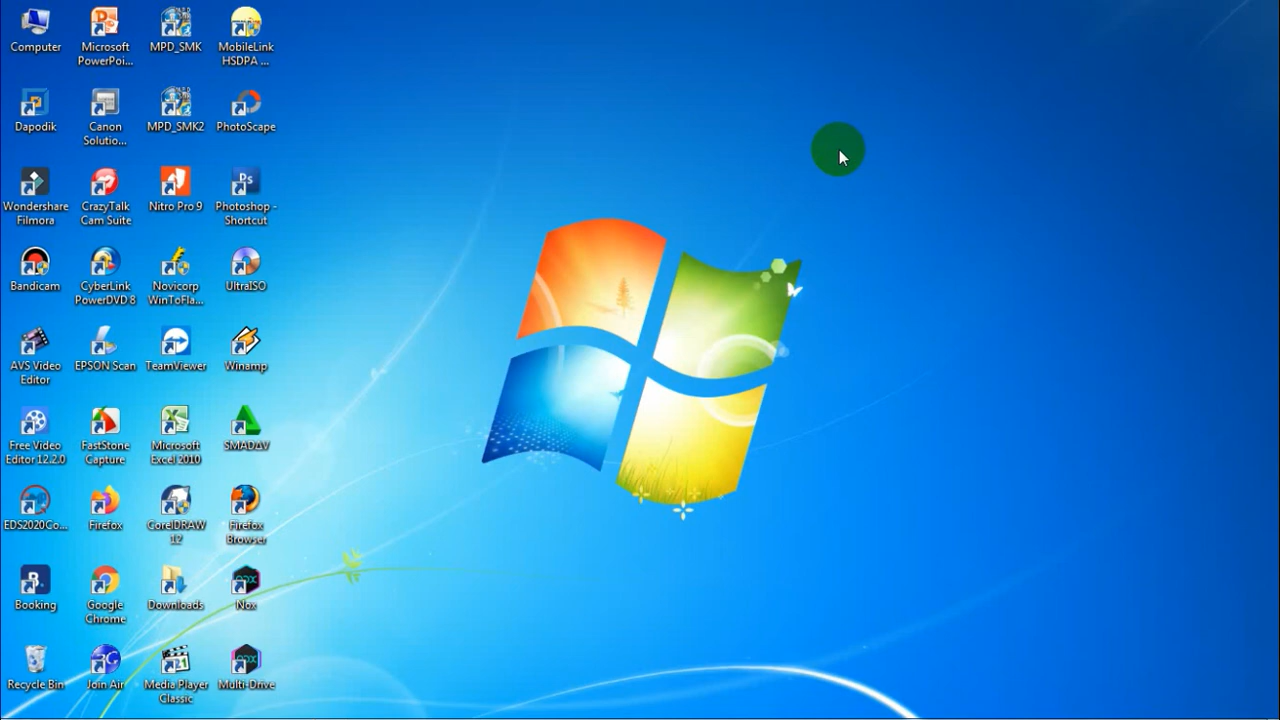 Computer
Microsoft
PowerPoi...
MPD_SMK
MobileLink
HSDPA ...
Dapodik
Canon
Solutio...
MPD_SMK2
PhotoScape
Wondershare
Filmora
CrazyTalk
Cam Suite
Nitro Pro 9
Photoshop -
Shortcut
Bandicam
CyberLink
PowerDVD 8
Novicorp
WinToFla...
UltraISO
AVS Video
Editor
EPSON Scan
TeamViewer
Winamp
Free Video
Editor 12.2.0
FastStone
Capture
Microsoft
Excel 2010
SMADΔV
EDS2020Co...
Firefox
CorelDRAW
12
Firefox
Browser
Booking
Google
Chrome
Downloads
Nox
Recycle Bin
Join Air
Media Player
Classic
Multi-Drive